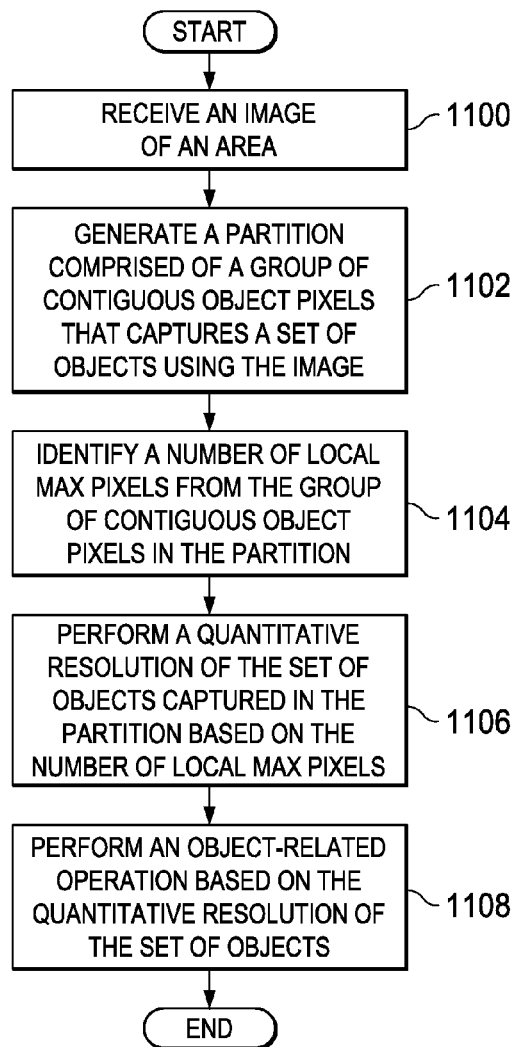 START
RECEIVE AN IMAGE
OF AN AREA
1100
GENERATE A PARTITION
COMPRISED OF A GROUP OF
CONTIGUOUS OBJECT PIXELS
THAT CAPTURES A SET OF
OBJECTS USING THE IMAGE
1102
IDENTIFY A NUMBER OF LOCAL
MAX PIXELS FROM THE GROUP
OF CONTIGUOUS OBJECT
PIXELS IN THE PARTITION
1104
PERFORM A QUANTITATIVE
RESOLUTION OF THE SET OF
OBJECTS CAPTURED IN THE
PARTITION BASED ON THE
NUMBER OF LOCAL MAX PIXELS
1106
PERFORM AN OBJECT-RELATED
OPERATION BASED ON THE
QUANTITATIVE RESOLUTION OF
THE SET OF OBJECTS
1108
END